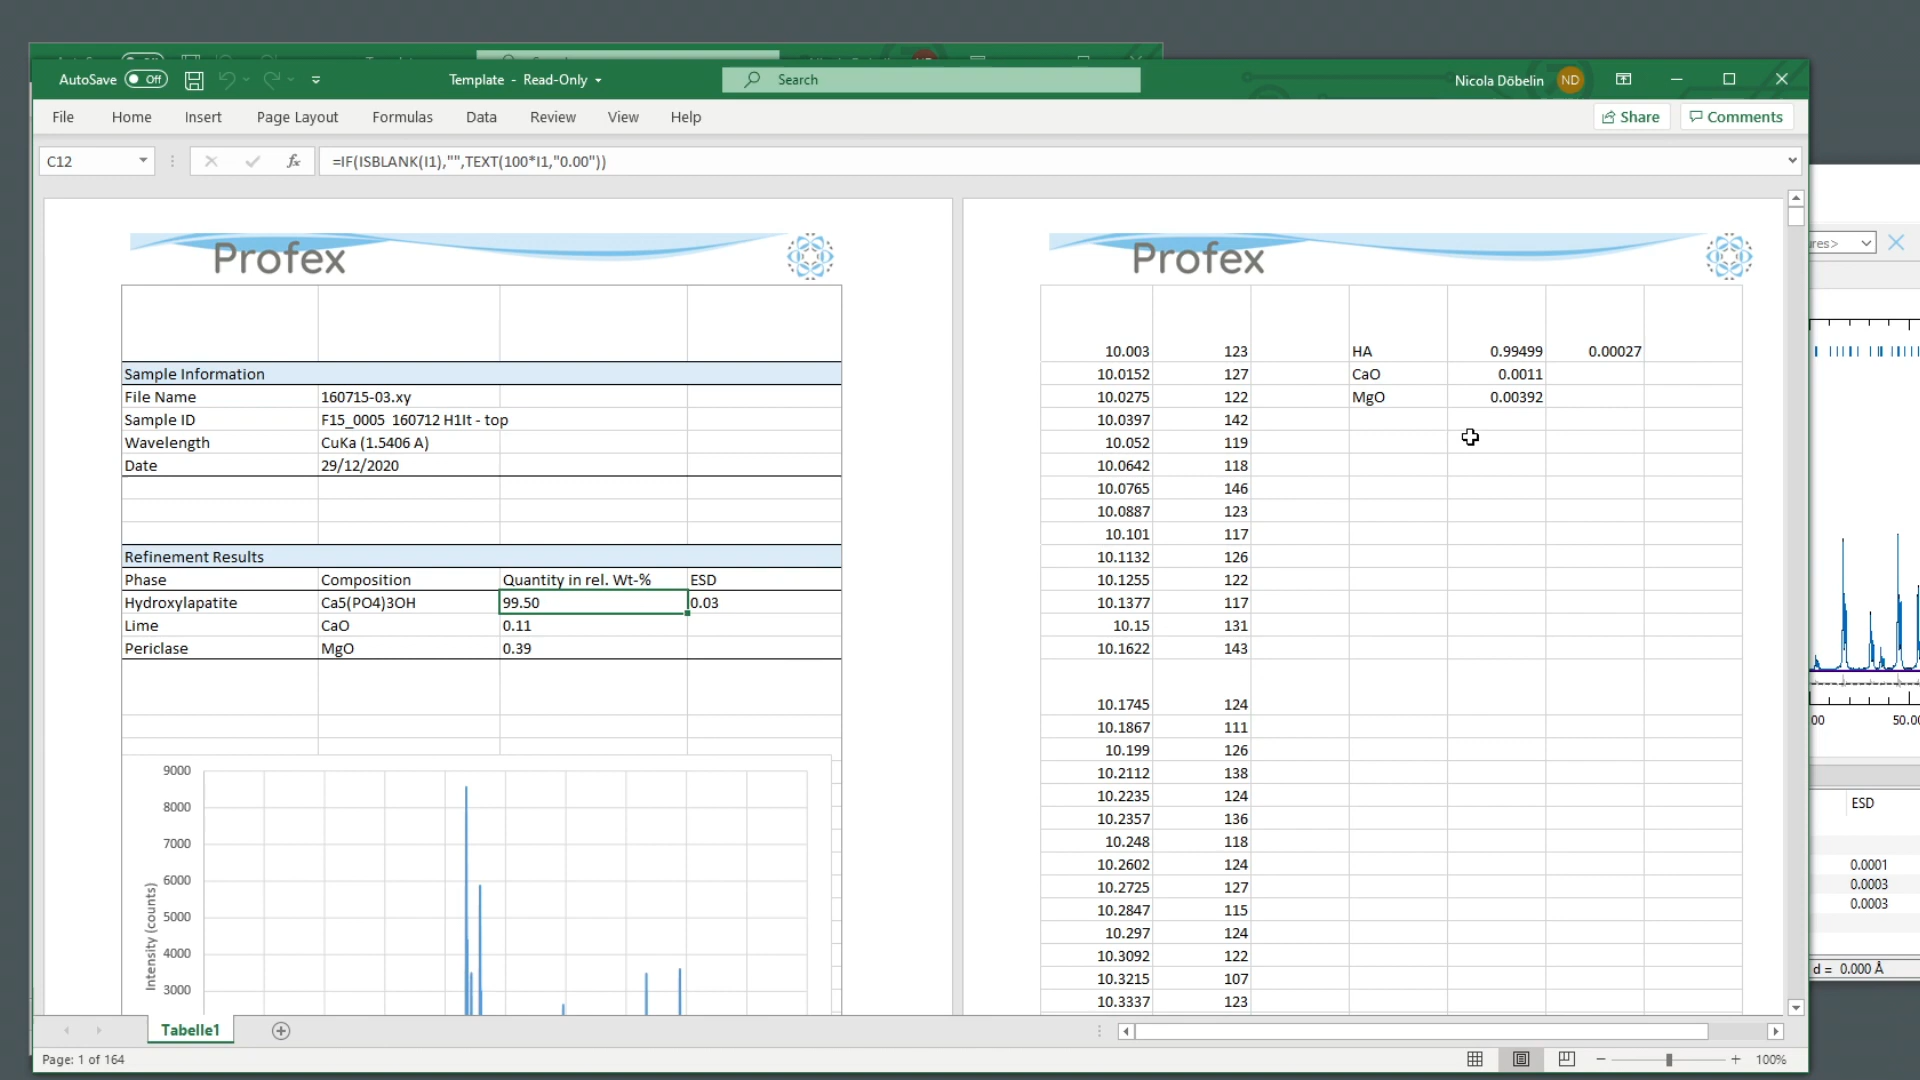 AutoSave Off
Template - Read-Only
Search
Nicola Döbelin ND
File Home Insert Page Layout Formulas Data Review View Help
Share Comments
C12 fx =IF(ISBLANK(I1),"",TEXT(100*I1,"0.00"))
Profex
Sample Information
File Name 160715-03.xy
Sample ID F15_0005 160712 H1lt - top
Wavelength CuKa (1.5406 A)
Date 29/12/2020
Refinement Results
Phase Composition Quantity in rel. Wt-% ESD
Hydroxylapatite Ca5(PO4)3OH 99.50 0.03
Lime CaO 0.11
Periclase MgO 0.39
9000
8000
7000
6000
5000
4000
3000
Intensity (counts)
Profex
10.003 123 HA 0.99499 0.00027
10.0152 127 CaO 0.0011
10.0275 122 MgO 0.00392
10.0397 142
10.052 119
10.0642 118
10.0765 146
10.0887 123
10.101 117
10.1132 126
10.1255 122
10.1377 117
10.15 131
10.1622 143
10.1745 124
10.1867 111
10.199 126
10.2112 138
10.2235 124
10.2357 136
10.248 118
10.2602 124
10.2725 127
10.2847 115
10.297 124
10.3092 122
10.3215 107
10.3337 123
ures>
00 50.00
ESD
0.0001
0.0003
0.0003
d = 0.000 Å
Tabelle1
Page: 1 of 164
100%